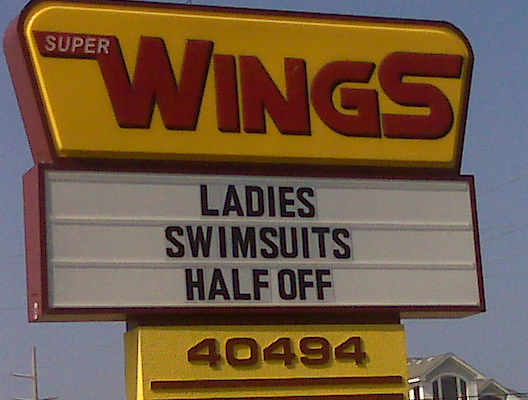 SUPER
WINGS
LADIES
SWIMSUITS
HALF OFF
40494